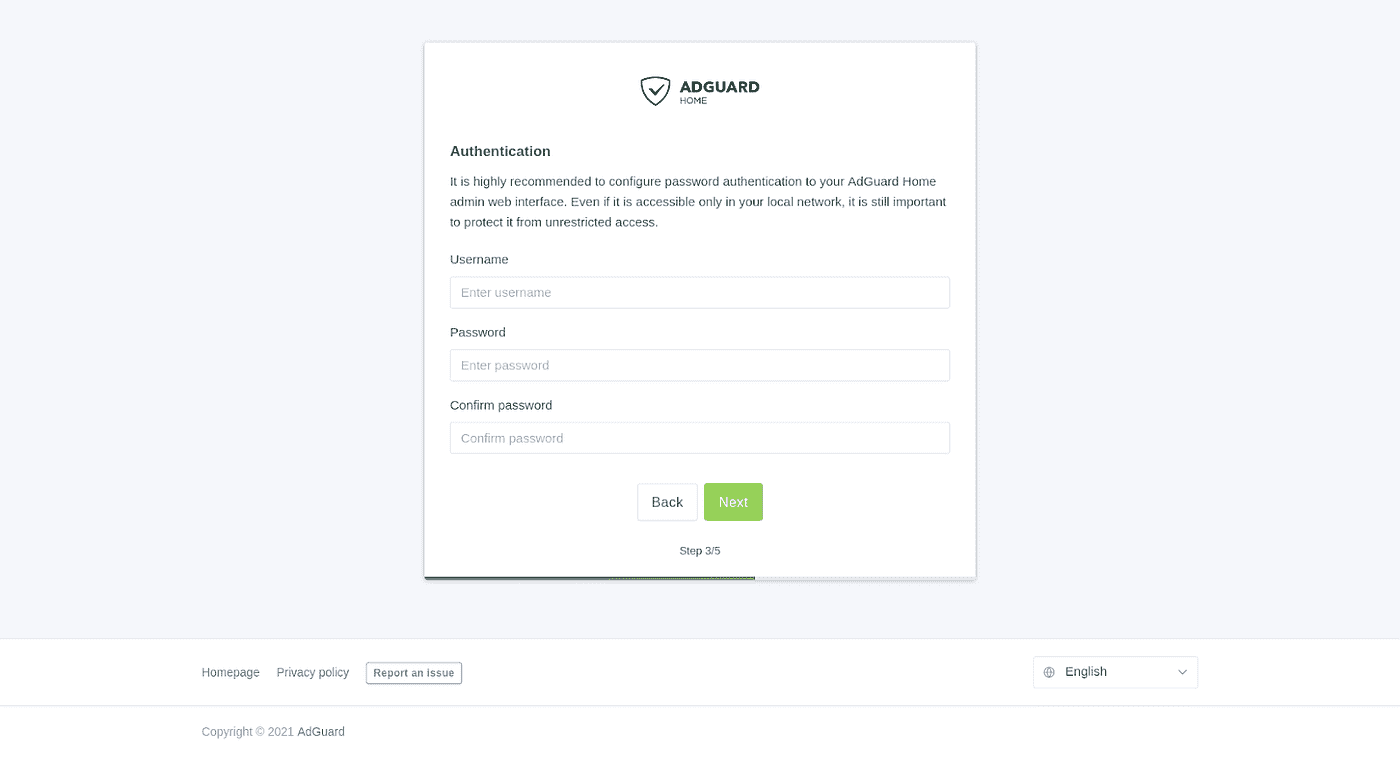 ADGUARD
HOME
Authentication
It is highly recommended to configure password authentication to your AdGuard Home
admin web interface. Even if it is accessible only in your local network, it is still important
to protect it from unrestricted access.
Username
Enter username
Password
Enter password
Confirm password
Confirm password
Back Next
Step 3/5
Homepage Privacy policy Report an issue English
Copyright © 2021 AdGuard